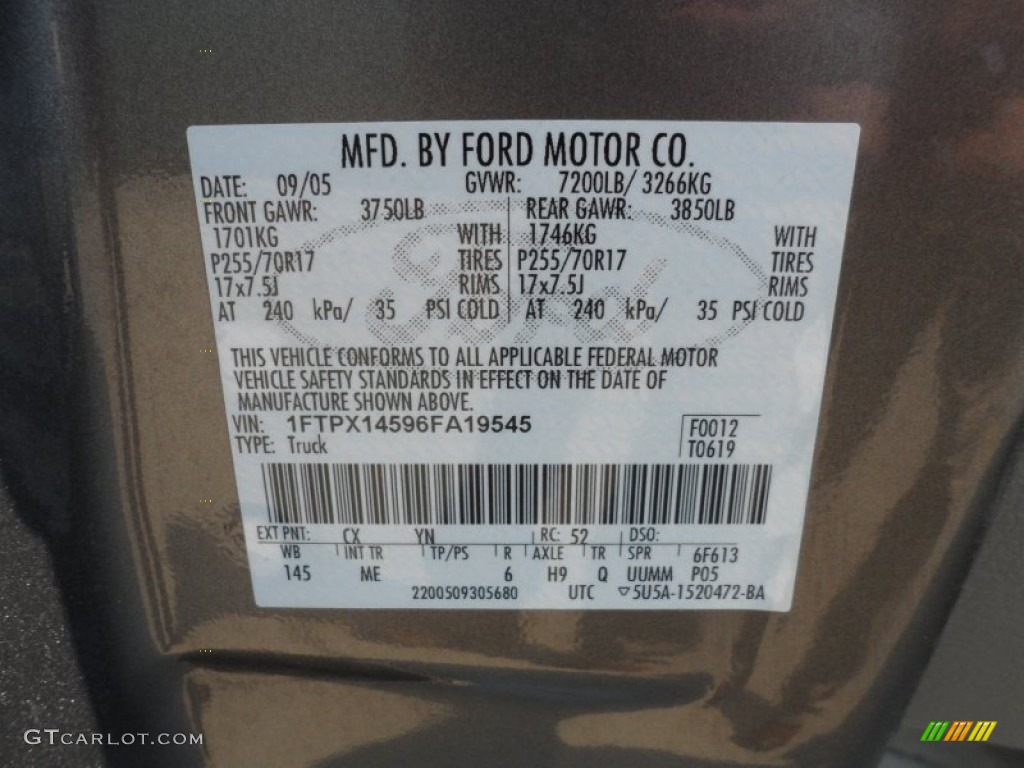 MFD. BY FORD MOTOR CO.
DATE: 09/05 GVWR: 7200LB/ 3266KG
FRONT GAWR: 3750LB REAR GAWR: 3850LB
1701KG WITH 1746KG WITH
P255/70R17 TIRES P255/70R17 TIRES
17x7.5J RIMS 17x7.5J RIMS
AT 240 kPa/ 35 PSI COLD AT 240 kPa/ 35 PSI COLD
Ford
THIS VEHICLE CONFORMS TO ALL APPLICABLE FEDERAL MOTOR
VEHICLE SAFETY STANDARDS IN EFFECT ON THE DATE OF
MANUFACTURE SHOWN ABOVE.
VIN: 1FTPX14596FA19545 F0012
TYPE: Truck T0619
EXT PNT: CX YN RC: 52 DSO:
WB INT TR TP/PS R AXLE TR SPR 6F613
145 ME 6 H9 Q UUMM P05
2200509305680 UTC ▽5U5A-1520472-BA
GTCARLOT.COM